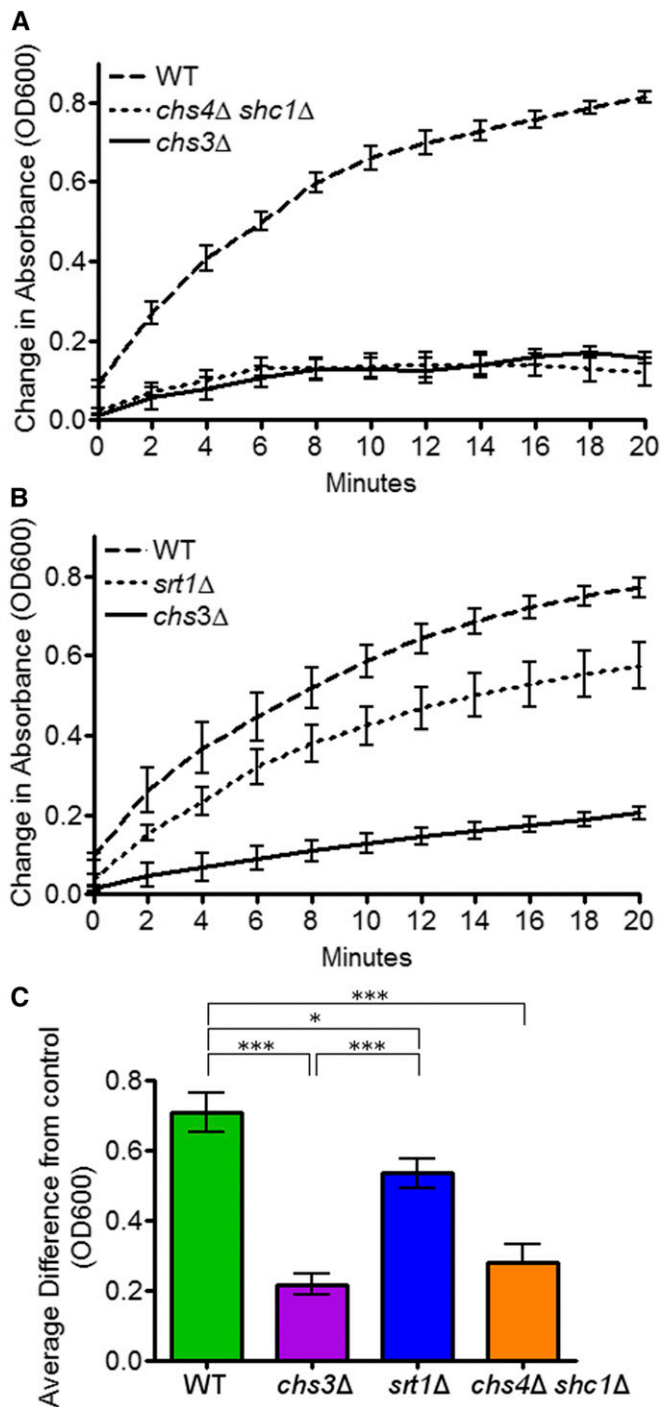 A
Change in Absorbance (OD600)
WT
chs4Δ shc1Δ
chs3Δ
0.8
0.6
0.4
0.2
0.0
0 2 4 6 8 10 12 14 16 18 20
Minutes
B
Change in Absorbance (OD600)
WT
srt1Δ
chs3Δ
0.8
0.6
0.4
0.2
0.0
0 2 4 6 8 10 12 14 16 18 20
Minutes
C
Average Difference from control
(OD600)
***
*
*** ***
0.8
0.6
0.4
0.2
0.0
WT chs3Δ srt1Δ chs4Δ shc1Δ